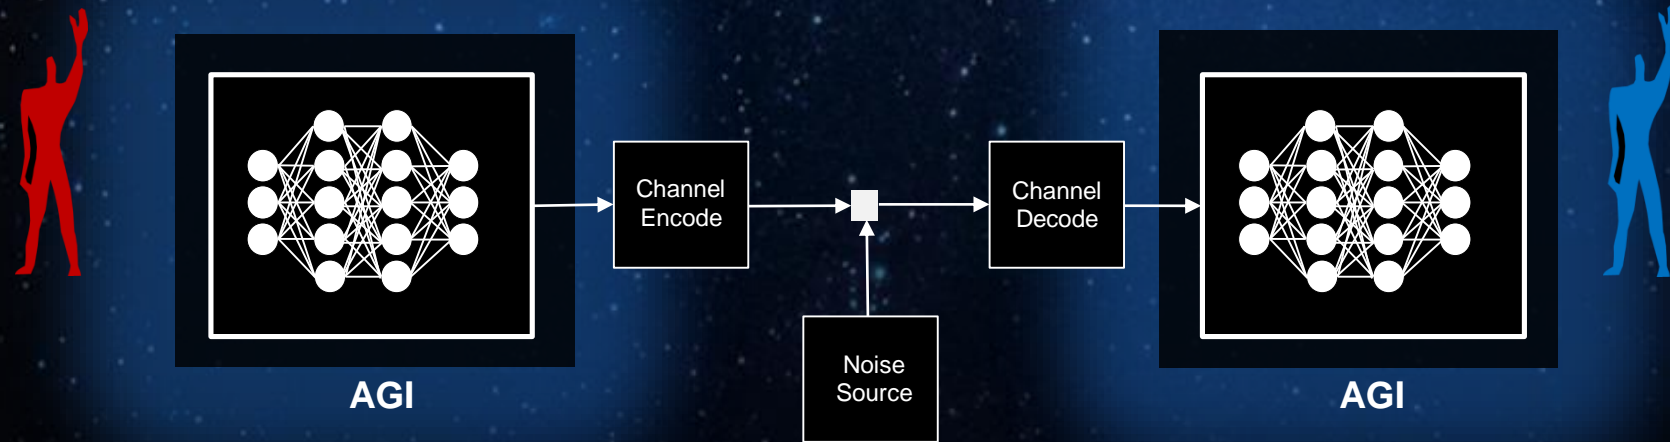 Channel
Encode
Channel
Decode
Noise
Source
AGI
AGI